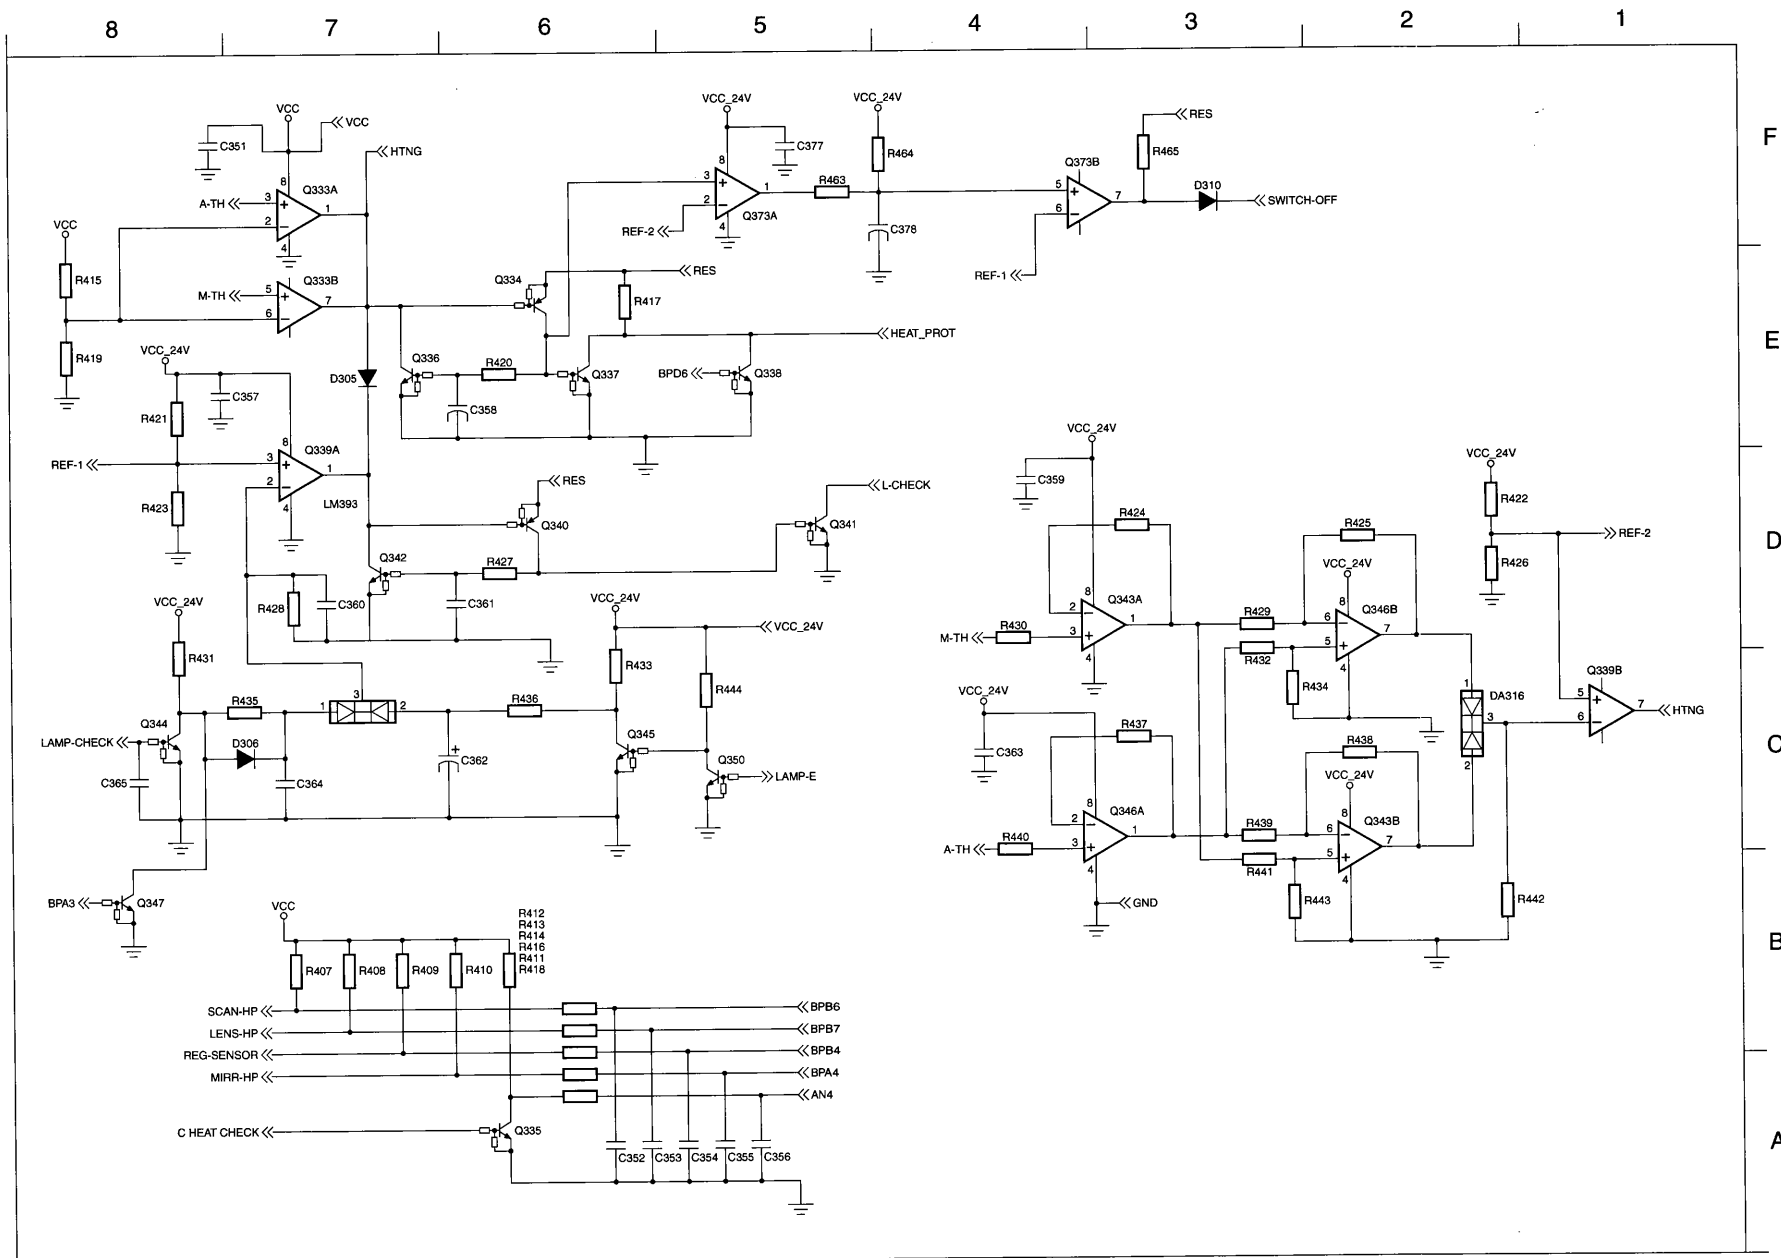 8 7 6 5 4 3 2 1
F
E
D
C
B
A
VCC
C351
VCC
HTNG
Q333A
A-TH
8
3
2
1
4
VCC
R415
R419
M-TH
Q333B
5
6
7
VCC_24V
R421
C357
D305
REF-1
R423
Q339A
8
3
2
1
4
LM393
Q334
RES
R417
HEAT_PROT
Q336
R420
C358
Q337
BPD6
Q338
VCC_24V
C377
8
3
2
1
4
Q373A
REF-2
R463
VCC_24V
R464
C378
Q373B
5
6
7
REF-1
RES
R465
D310
SWITCH-OFF
RES
Q340
L-CHECK
Q341
Q342
R427
R428
C360
C361
VCC_24V
R431
Q344
LAMP-CHECK
C365
R435
D306
C364
1
3
2
R436
C362
VCC_24V
VCC_24V
R433
R444
Q345
Q350
LAMP-E
BPA3
Q347
VCC_24V
C359
R424
8
2
3
1
4
Q343A
M-TH
R430
VCC_24V
C363
R437
8
2
3
1
4
Q346A
A-TH
R440
GND
R429
R432
R434
R425
VCC_24V
8
6
5
7
4
Q346B
R439
R441
R443
R438
VCC_24V
8
6
5
7
4
Q343B
VCC_24V
R422
R426
REF-2
1
DA316
3
2
Q339B
5
6
7
HTNG
R442
VCC
R407
R408
R409
R410
R412
R413
R414
R416
R411
R418
SCAN-HP
BPB6
LENS-HP
BPB7
REG-SENSOR
BPB4
MIRR-HP
BPA4
AN4
C HEAT CHECK
Q335
C352
C353
C354
C355
C356